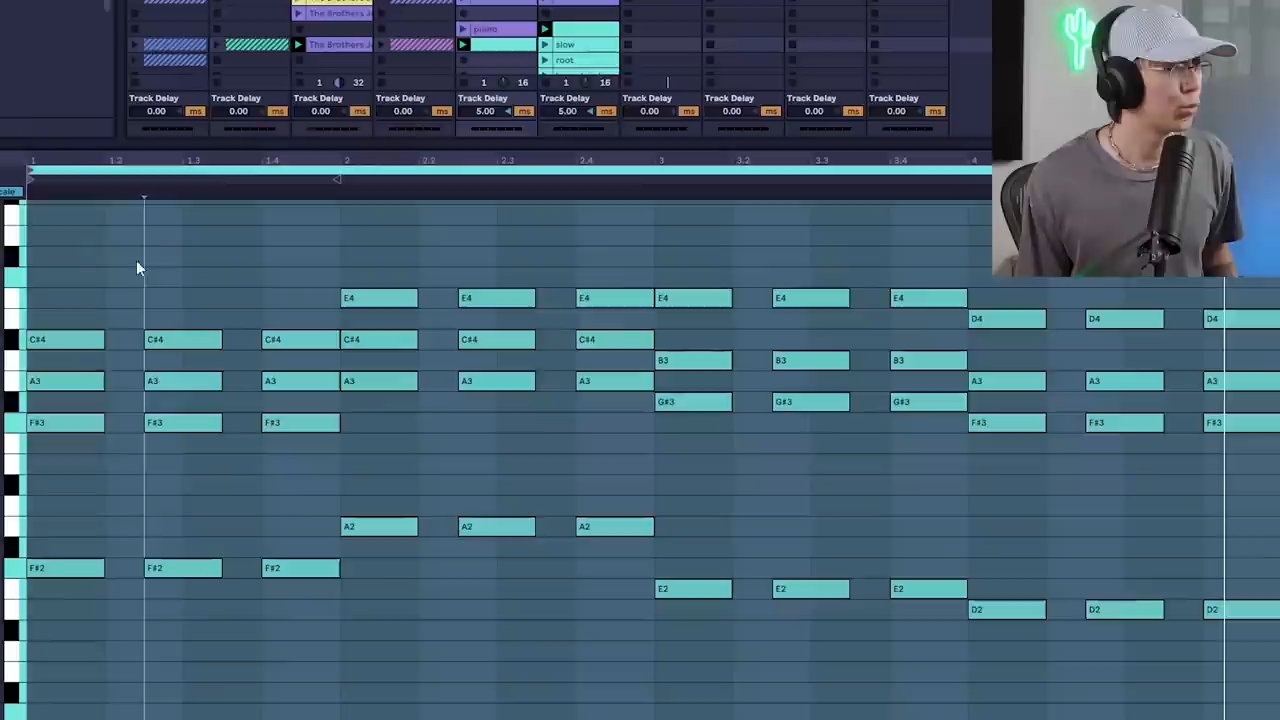 The Brothers J
piano
The Brothers J
slow
root
1 32 1 16 1 16
Track Delay Track Delay Track Delay Track Delay Track Delay Track Delay Track Delay Track Delay Track Delay Track Delay
0.00 ms 0.00 ms 0.00 ms 0.00 ms 5.00 ms 5.00 ms 0.00 ms 0.00 ms 0.00 ms 0.00 ms
1 1.2 1.3 1.4 2 2.2 2.3 2.4 3 3.2 3.3 3.4 4
cale
E4 E4 E4 E4 E4 E4
D4 D4 D4
C#4 C#4 C#4 C#4 C#4 C#4
B3 B3 B3
A3 A3 A3 A3 A3 A3 A3 A3 A3
G#3 G#3 G#3
F#3 F#3 F#3 F#3 F#3 F#3
A2 A2 A2
F#2 F#2 F#2
E2 E2 E2
D2 D2 D2